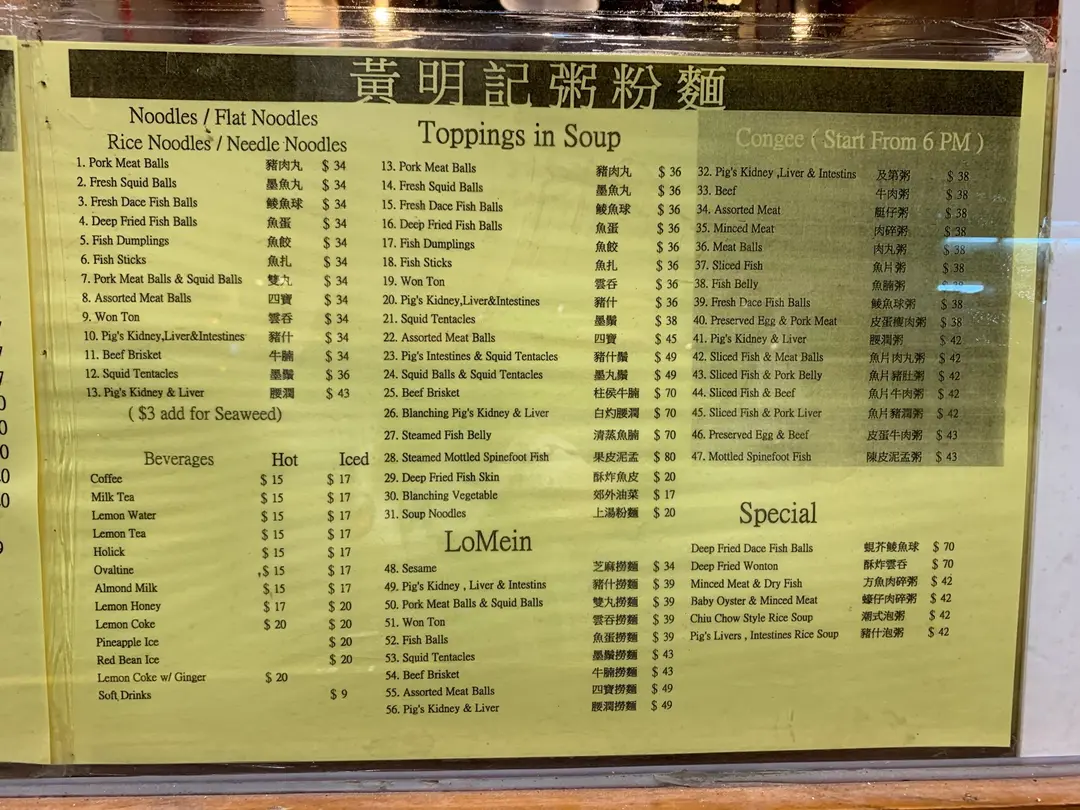 黃明記粥粉麵
Noodles / Flat Noodles
Rice Noodles / Needle Noodles
1. Pork Meat Balls 豬肉丸 $ 34
2. Fresh Squid Balls 墨魚丸 $ 34
3. Fresh Dace Fish Balls 鯪魚球 $ 34
4. Deep Fried Fish Balls 魚蛋 $ 34
5. Fish Dumplings 魚餃 $ 34
6. Fish Sticks 魚扎 $ 34
7. Pork Meat Balls & Squid Balls 雙丸 $ 34
8. Assorted Meat Balls 四寶 $ 34
9. Won Ton 雲吞 $ 34
10. Pig's Kidney,Liver&Intestines 豬什 $ 34
11. Beef Brisket 牛腩 $ 34
12. Squid Tentacles 墨鬚 $ 36
13. Pig's Kidney & Liver 腰潤 $ 43
( $3 add for Seaweed)
Beverages Hot Iced
Coffee $ 15 $ 17
Milk Tea $ 15 $ 17
Lemon Water $ 15 $ 17
Lemon Tea $ 15 $ 17
Holick $ 15 $ 17
Ovaltine $ 15 $ 17
Almond Milk $ 15 $ 17
Lemon Honey $ 17 $ 20
Lemon Coke $ 20 $ 20
Pineapple Ice $ 20
Red Bean Ice $ 20
Lemon Coke w/ Ginger $ 20
Soft Drinks $ 9
Toppings in Soup
13. Pork Meat Balls 豬肉丸 $ 36
14. Fresh Squid Balls 墨魚丸 $ 36
15. Fresh Dace Fish Balls 鯪魚球 $ 36
16. Deep Fried Fish Balls 魚蛋 $ 36
17. Fish Dumplings 魚餃 $ 36
18. Fish Sticks 魚扎 $ 36
19. Won Ton 雲吞 $ 36
20. Pig's Kidney,Liver&Intestines 豬什 $ 36
21. Squid Tentacles 墨鬚 $ 38
22. Assorted Meat Balls 四寶 $ 45
23. Pig's Intestines & Squid Tentacles 豬什鬚 $ 49
24. Squid Balls & Squid Tentacles 墨丸鬚 $ 49
25. Beef Brisket 柱侯牛腩 $ 70
26. Blanching Pig's Kidney & Liver 白灼腰潤 $ 70
27. Steamed Fish Belly 清蒸魚腩 $ 70
28. Steamed Mottled Spinefoot Fish 果皮泥孟 $ 80
29. Deep Fried Fish Skin 酥炸魚皮 $ 20
30. Blanching Vegetable 郊外油菜 $ 17
31. Soup Noodles 上湯粉麵 $ 20
LoMein
48. Sesame 芝麻撈麵 $ 34
49. Pig's Kidney , Liver & Intestins 豬什撈麵 $ 39
50. Pork Meat Balls & Squid Balls 雙丸撈麵 $ 39
51. Won Ton 雲吞撈麵 $ 39
52. Fish Balls 魚蛋撈麵 $ 39
53. Squid Tentacles 墨鬚撈麵 $ 43
54. Beef Brisket 牛腩撈麵 $ 43
55. Assorted Meat Balls 四寶撈麵 $ 49
56. Pig's Kidney & Liver 腰潤撈麵 $ 49
Congee ( Start From 6 PM )
32. Pig's Kidney ,Liver & Intestins 及第粥 $ 38
33. Beef 牛肉粥 $ 38
34. Assorted Meat 艇仔粥 $ 38
35. Minced Meat 肉碎粥 $ 38
36. Meat Balls 肉丸粥 $ 38
37. Sliced Fish 魚片粥 $ 38
38. Fish Belly 魚腩粥 $ 38
39. Fresh Dace Fish Balls 鯪魚球粥 $ 38
40. Preserved Egg & Pork Meat 皮蛋瘦肉粥 $ 38
41. Pig's Kidney & Liver 腰潤粥 $ 42
42. Sliced Fish & Meat Balls 魚片肉丸粥 $ 42
43. Sliced Fish & Pork Belly 魚片豬肚粥 $ 42
44. Sliced Fish & Beef 魚片牛肉粥 $ 42
45. Sliced Fish & Pork Liver 魚片豬潤粥 $ 42
46. Preserved Egg & Beef 皮蛋牛肉粥 $ 43
47. Mottled Spinefoot Fish 陳皮泥孟粥 $ 43
Special
Deep Fried Dace Fish Balls 蜆芥鯪魚球 $ 70
Deep Fried Wonton 酥炸雲吞 $ 70
Minced Meat & Dry Fish 方魚肉碎粥 $ 42
Baby Oyster & Minced Meat 蠔仔肉碎粥 $ 42
Chiu Chow Style Rice Soup 潮式泡粥 $ 42
Pig's Livers , Intestines Rice Soup 豬什泡粥 $ 42